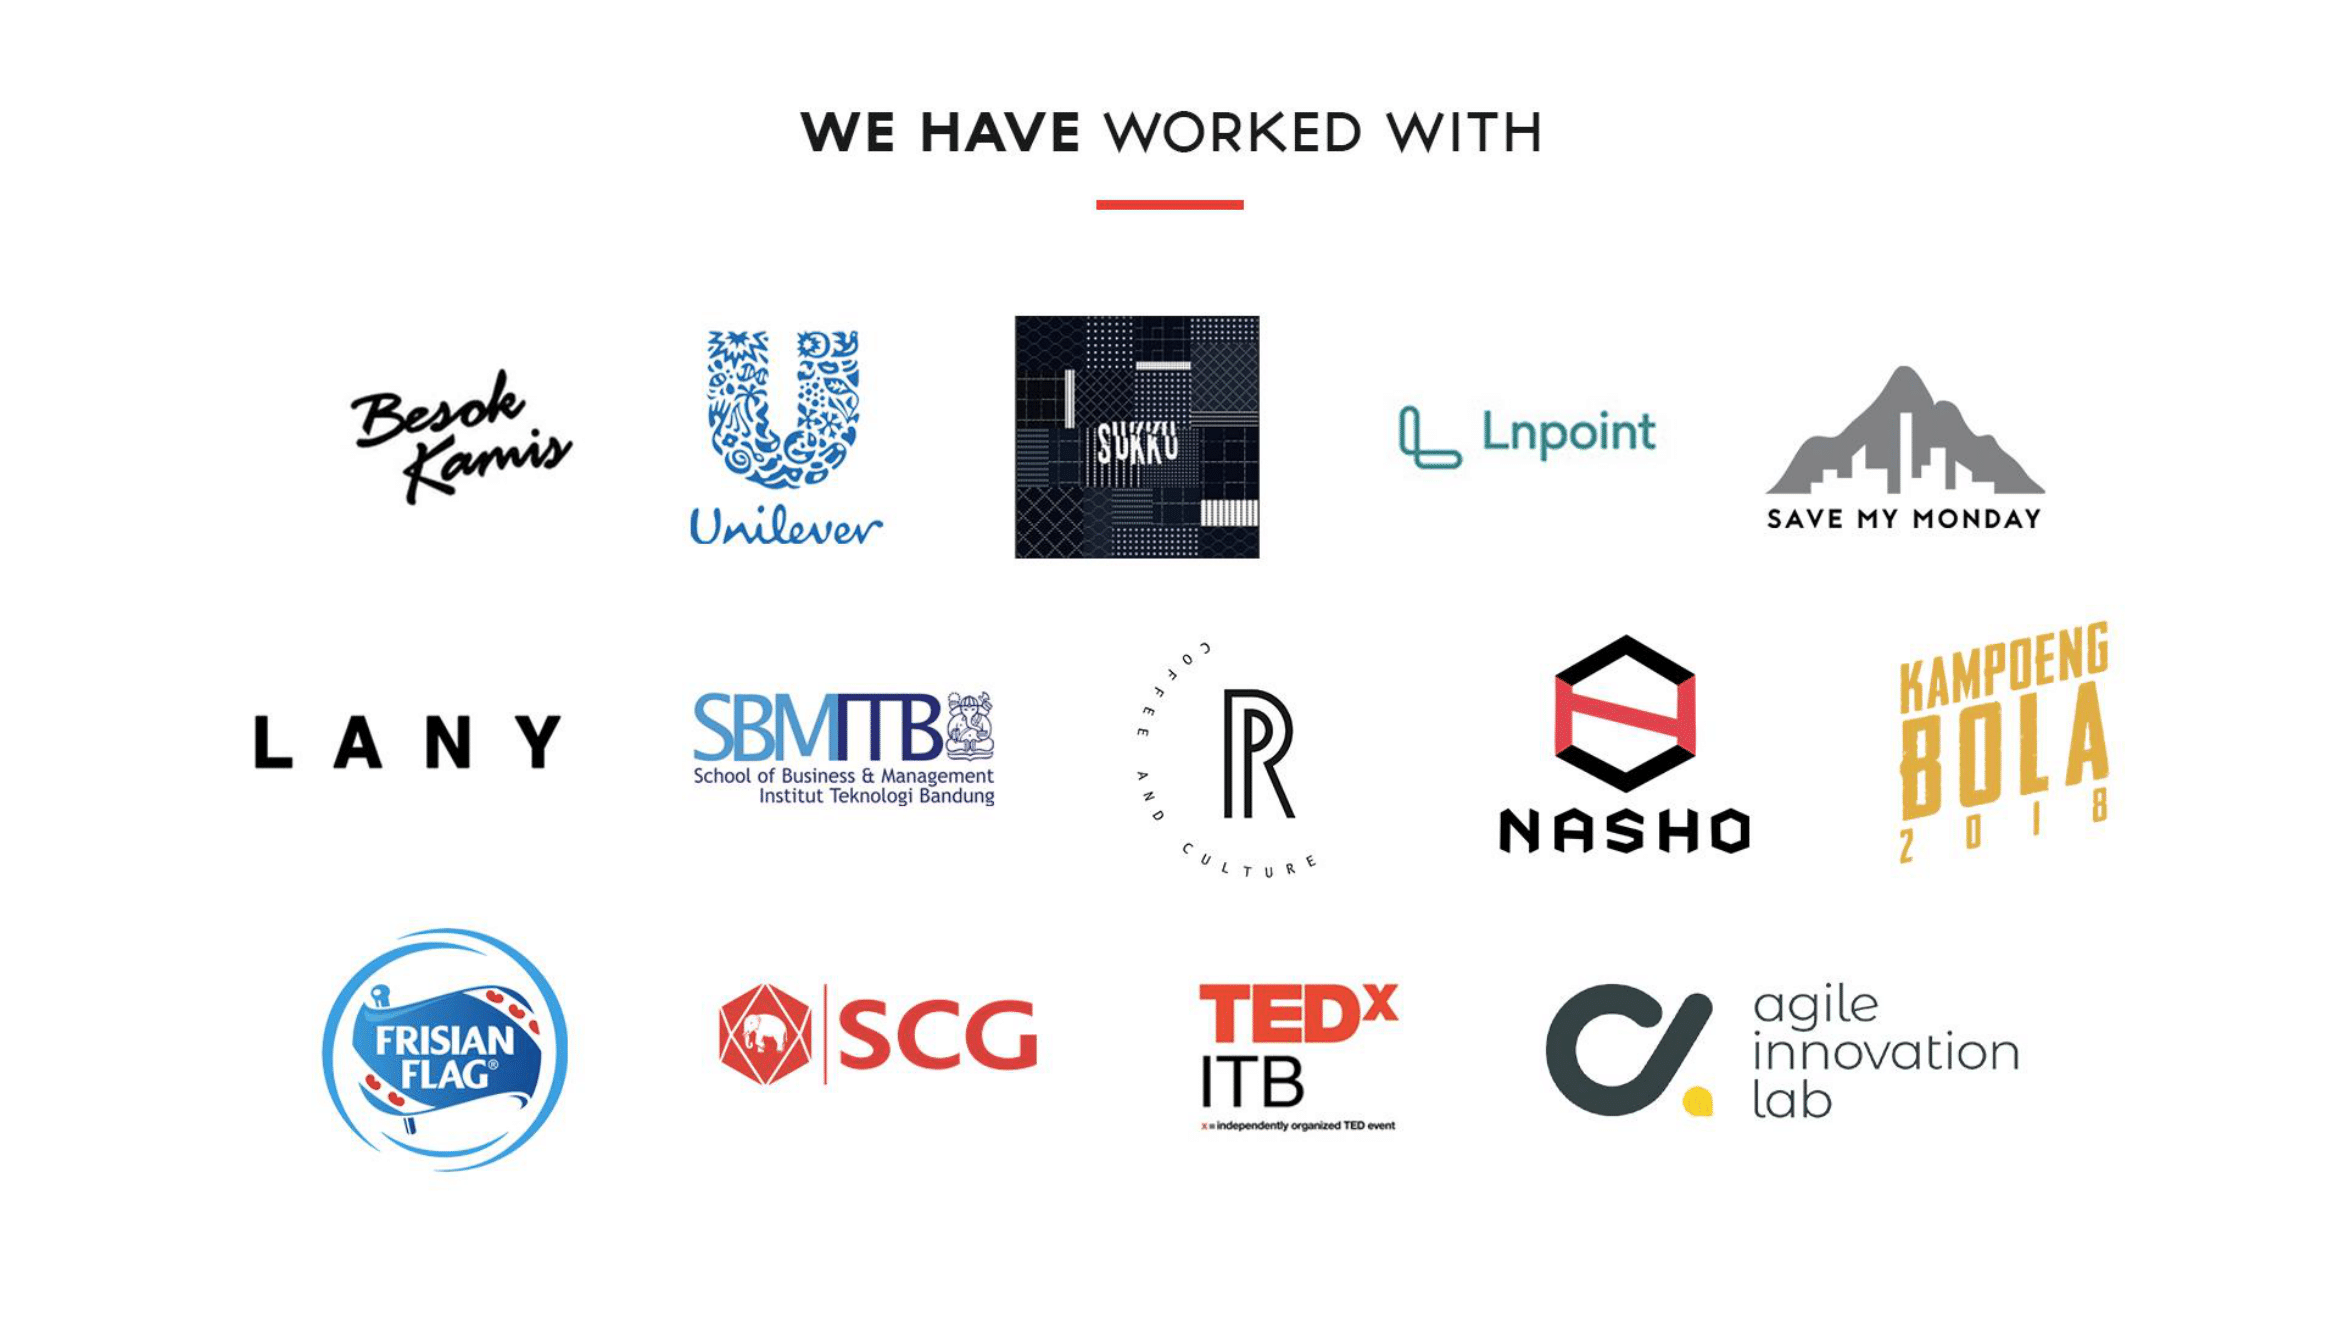 WE HAVE WORKED WITH
Besok
Kamis
Unilever
SUKKU
Lnpoint
SAVE MY MONDAY
LANY
SBMITB
School of Business & Management
Institut Teknologi Bandung
COFFEE AND CULTURE
R
NASHO
KAMPOENG
BOLA
2018
FRISIAN
FLAG®
SCG
TEDx
ITB
x = independently organized TED event
agile
innovation
lab